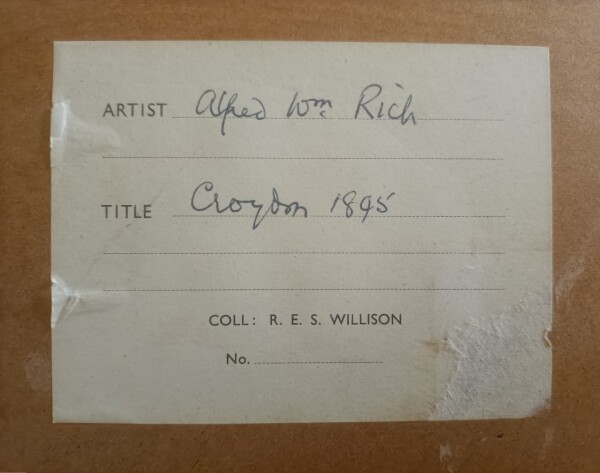 ARTIST Alfred Wm Rich
TITLE Croydon 1895
COLL: R. E. S. WILLISON
No.